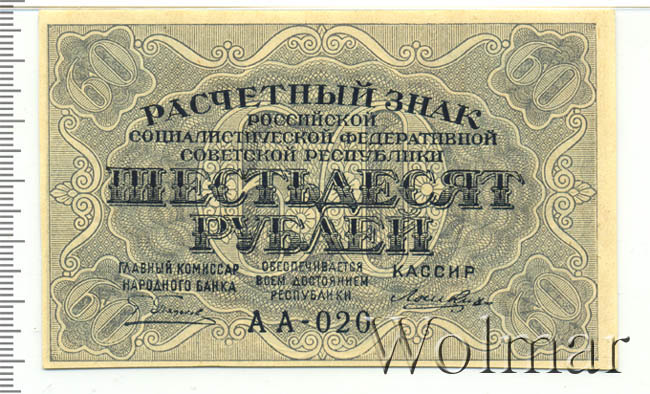 60 60
РАСЧЕТНЫЙ ЗНАК
РОССИЙСКОЙ
СОЦИАЛИСТИЧЕСКОЙ ФЕДЕРАТИВНОЙ
СОВЕТСКОЙ РЕСПУБЛИКИ
ШЕСТЬДЕСЯТ
РУБЛЕЙ
ГЛАВНЫЙ КОМИССАР
НАРОДНОГО БАНКА
ОБЕСПЕЧИВАЕТСЯ
ВСЕМ ДОСТОЯНИЕМ
РЕСПУБЛИКИ
КАССИР
60 60
АА-020
Wolmar